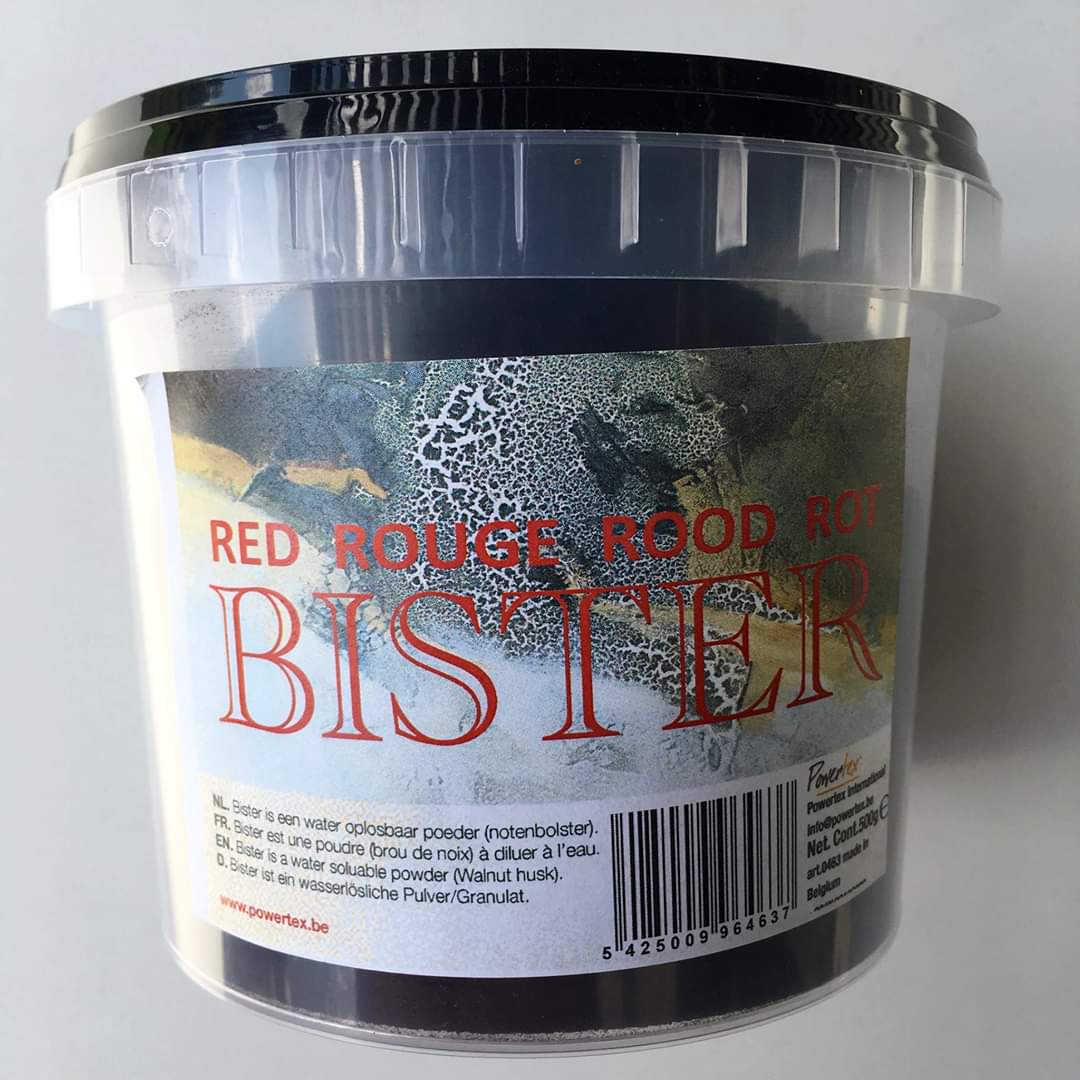 RED ROUGE ROOD ROT
BISTER
NL. Bister is een water oplosbaar poeder (notenbolster).
FR. Bister est une poudre (brou de noix) à diluer à l'eau.
EN. Bister is a water soluable powder (Walnut husk).
D. Bister ist ein wasserlösliche Pulver/Granulat.
www.powertex.be
5 425009 964637
Powertex
Powertex international
info@powertex.be
Net. Cont.500g e
art.0463 made in
Belgium